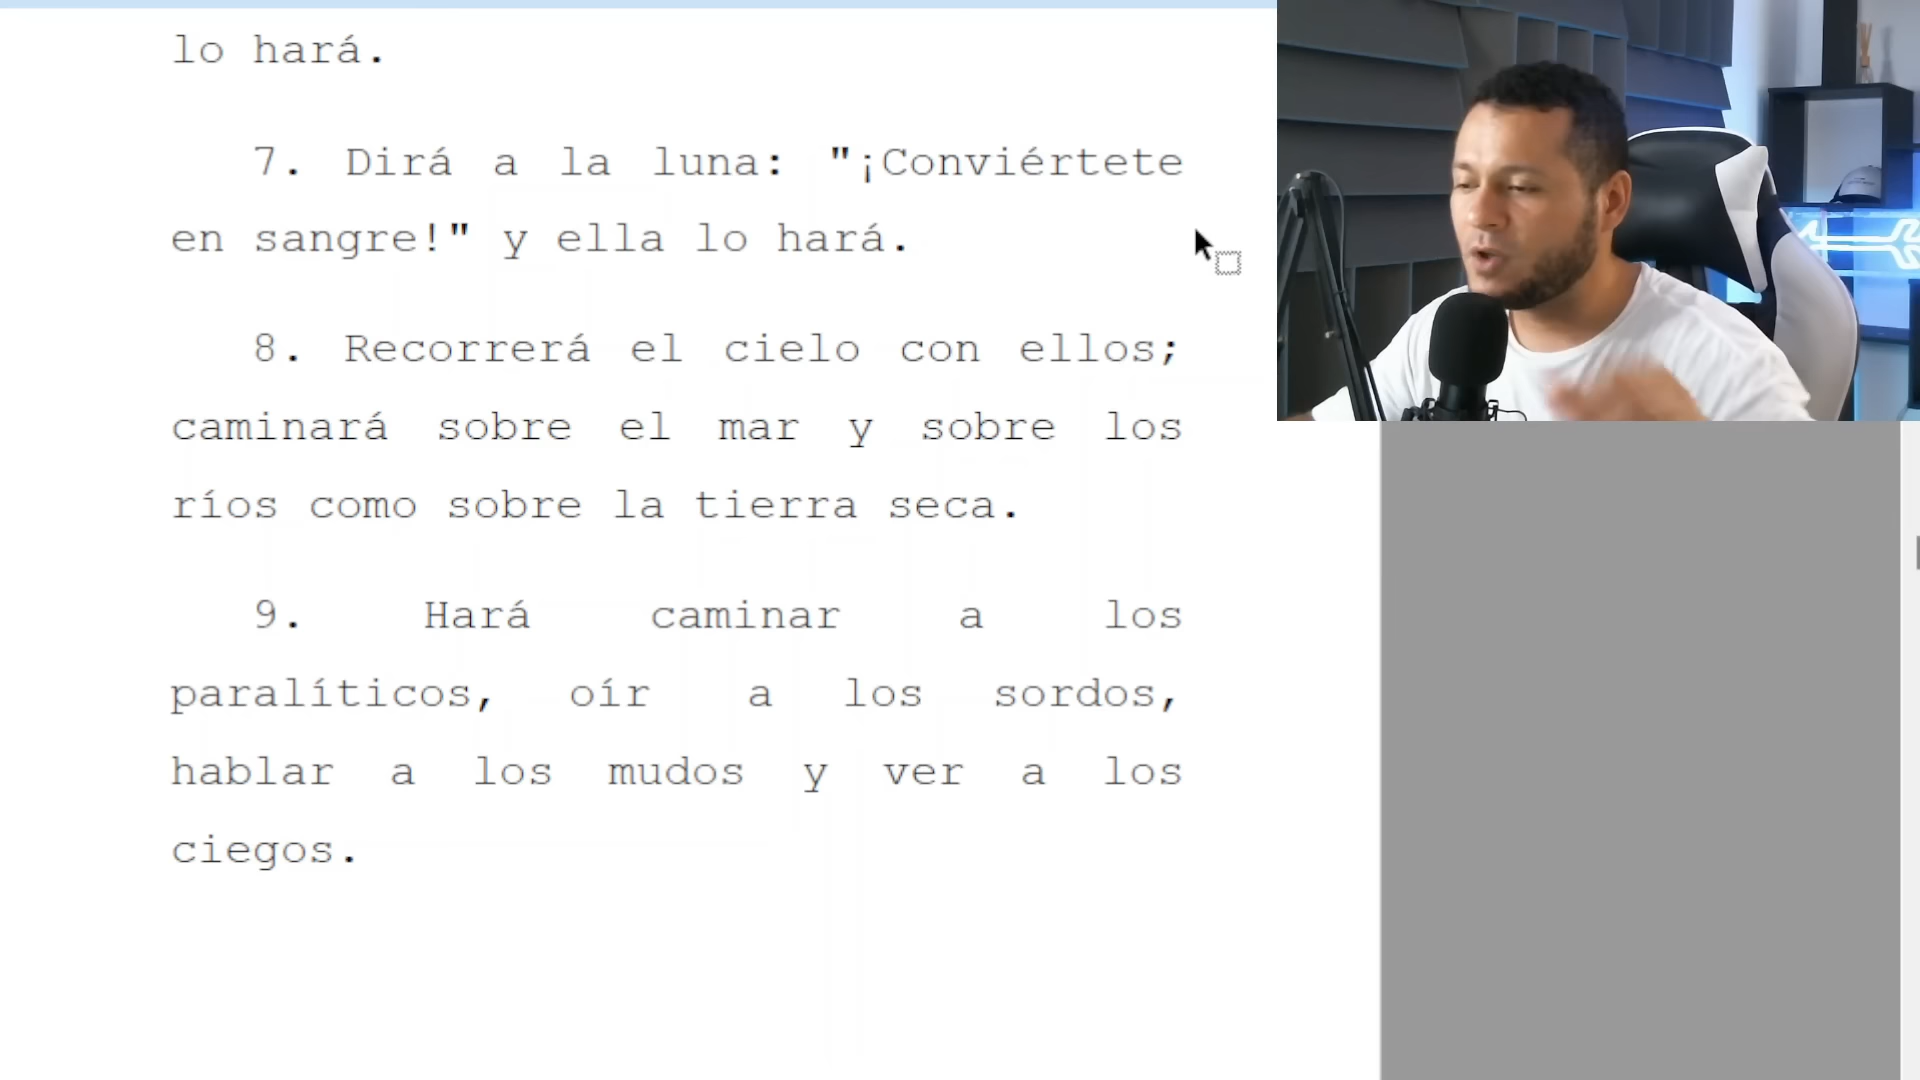 lo hará.
7. Dirá a la luna: "¡Conviértete
en sangre!" y ella lo hará.
8. Recorrerá el cielo con ellos;
caminará sobre el mar y sobre los
ríos como sobre la tierra seca.
9. Hará caminar a los
paralíticos, oír a los sordos,
hablar a los mudos y ver a los
ciegos.